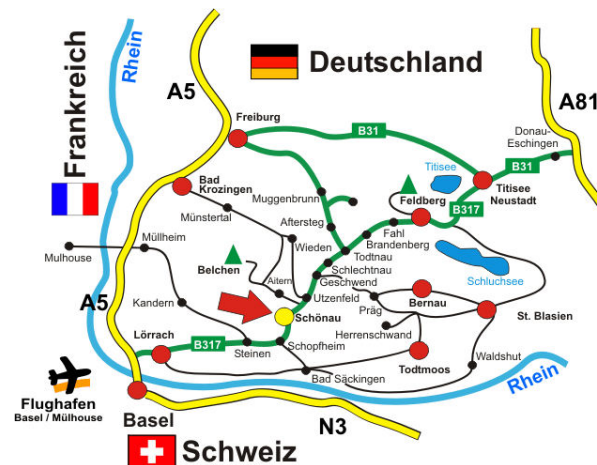 Deutschland
Frankreich
Rhein
A5
A81
Freiburg
B31
Donau-
Eschingen
B31
Titisee
Titisee
Neustadt
Bad
Krozingen
Muggenbrunn
Feldberg
B317
Münstertal
Aftersteg
Fahl
Brandenberg
Wieden
Todtnau
Müllheim
Mulhouse
Belchen
Aitern
Schlechtnau
Geschwend
Schluchsee
A5
Kandern
Utzenfeld
Präg
Bernau
Schönau
St. Blasien
Herrenschwand
Lörrach
B317
Steinen
Schopfheim
Todtmoos
Waldshut
Bad Säckingen
Rhein
Flughafen
Basel / Mülhouse
Basel
N3
Schweiz